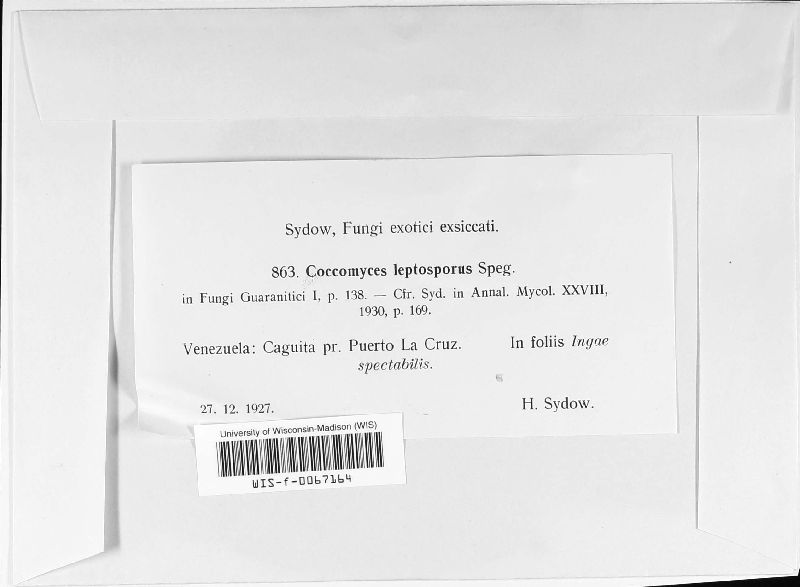 Sydow, Fungi exotici exsiccati.
863. Coccomyces leptosporus Speg.
in Fungi Guaranitici I, p. 138. — Cfr. Syd. in Annal. Mycol. XXVIII,
1930, p. 169.
Venezuela: Caguita pr. Puerto La Cruz. In foliis Ingae
spectabilis.
27. 12. 1927. H. Sydow.
University of Wisconsin-Madison (WIS)
WIS-f-0067164